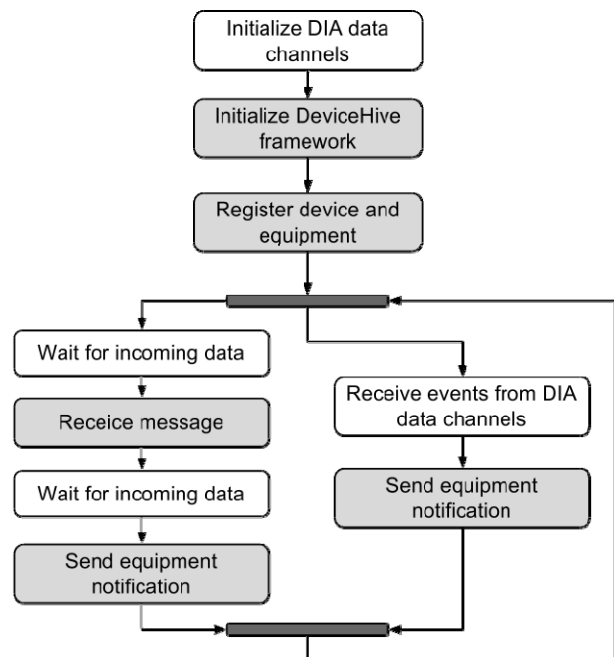 Initialize DIA data
channels
Initialize DeviceHive
framework
Register device and
equipment
Wait for incoming data
Receice message
Wait for incoming data
Send equipment
notification
Receive events from DIA
data channels
Send equipment
notification